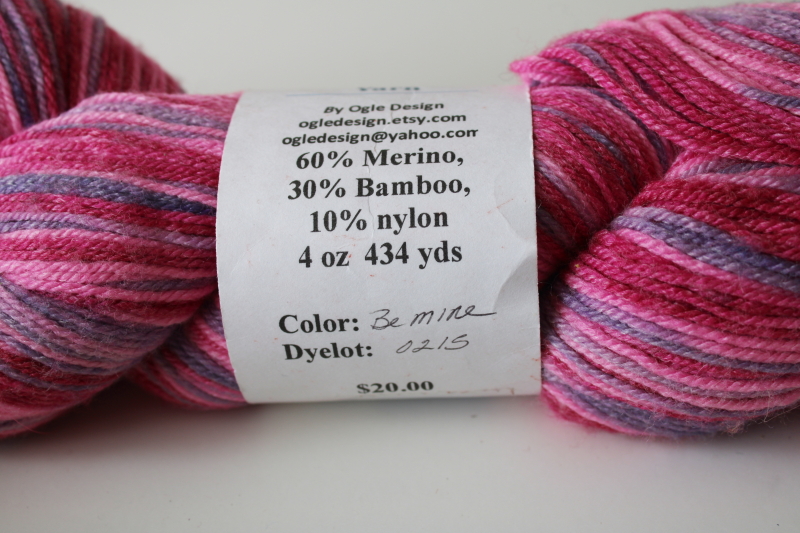 Yarn
By Ogle Design
ogledesign.etsy.com
ogledesign@yahoo.com
60% Merino,
30% Bamboo,
10% nylon
4 oz 434 yds
Color: Be mine
Dyelot: 0215
$20.00